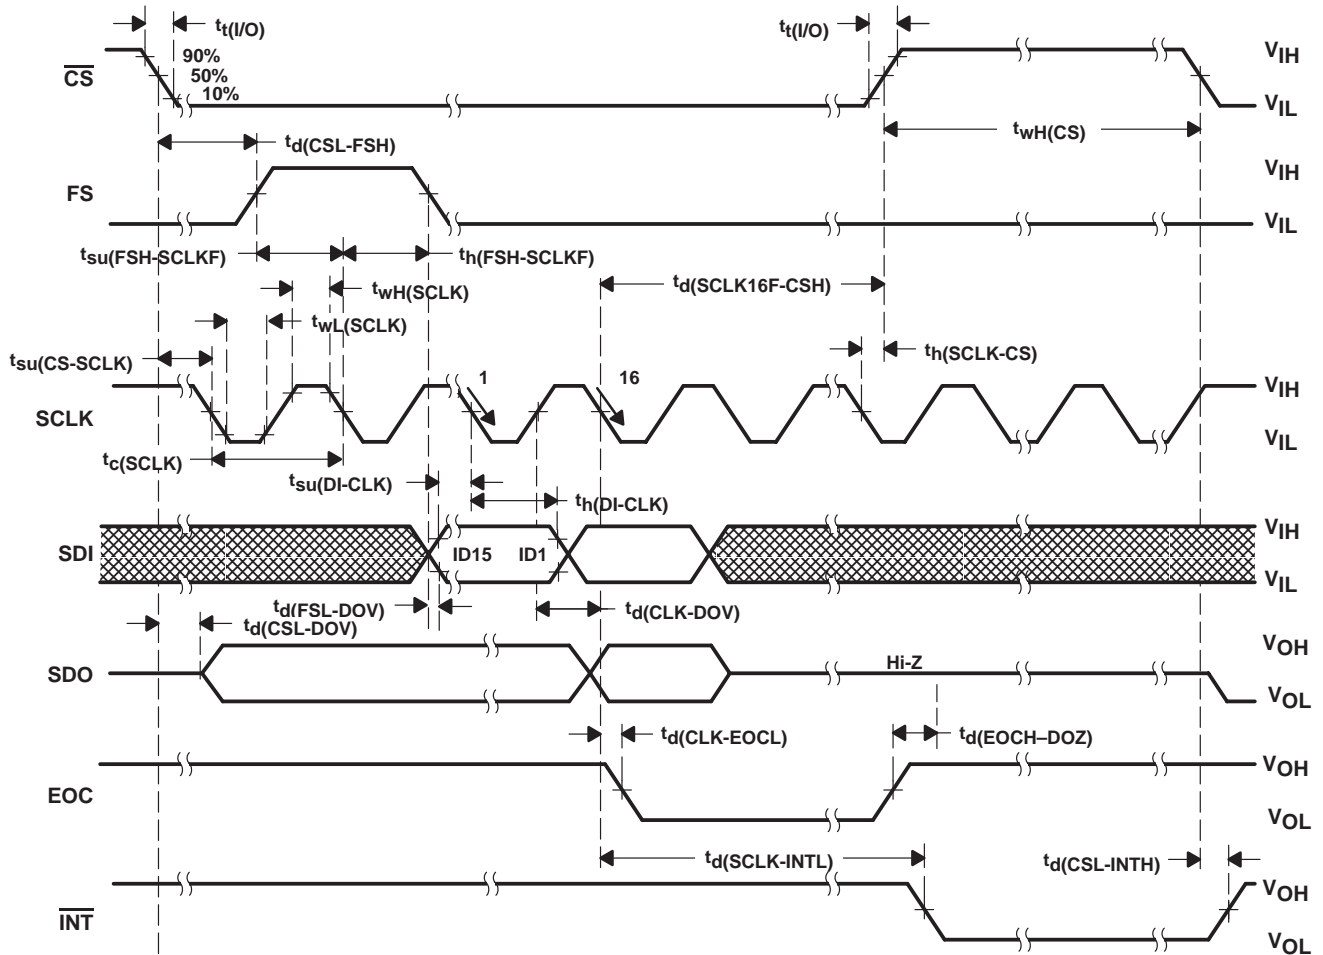 tt(I/O)
tt(I/O)
90%
50%
10%
CS
VIH
VIL
twH(CS)
td(CSL-FSH)
FS
VIH
VIL
tsu(FSH-SCLKF)
th(FSH-SCLKF)
twH(SCLK)
td(SCLK16F-CSH)
twL(SCLK)
tsu(CS-SCLK)
th(SCLK-CS)
1
16
SCLK
VIH
VIL
tc(SCLK)
tsu(DI-CLK)
th(DI-CLK)
SDI
ID15
ID1
VIH
VIL
td(FSL-DOV)
td(CLK-DOV)
td(CSL-DOV)
SDO
Hi-Z
VOH
VOL
td(CLK-EOCL)
td(EOCH–DOZ)
EOC
VOH
VOL
td(SCLK-INTL)
td(CSL-INTH)
INT
VOH
VOL